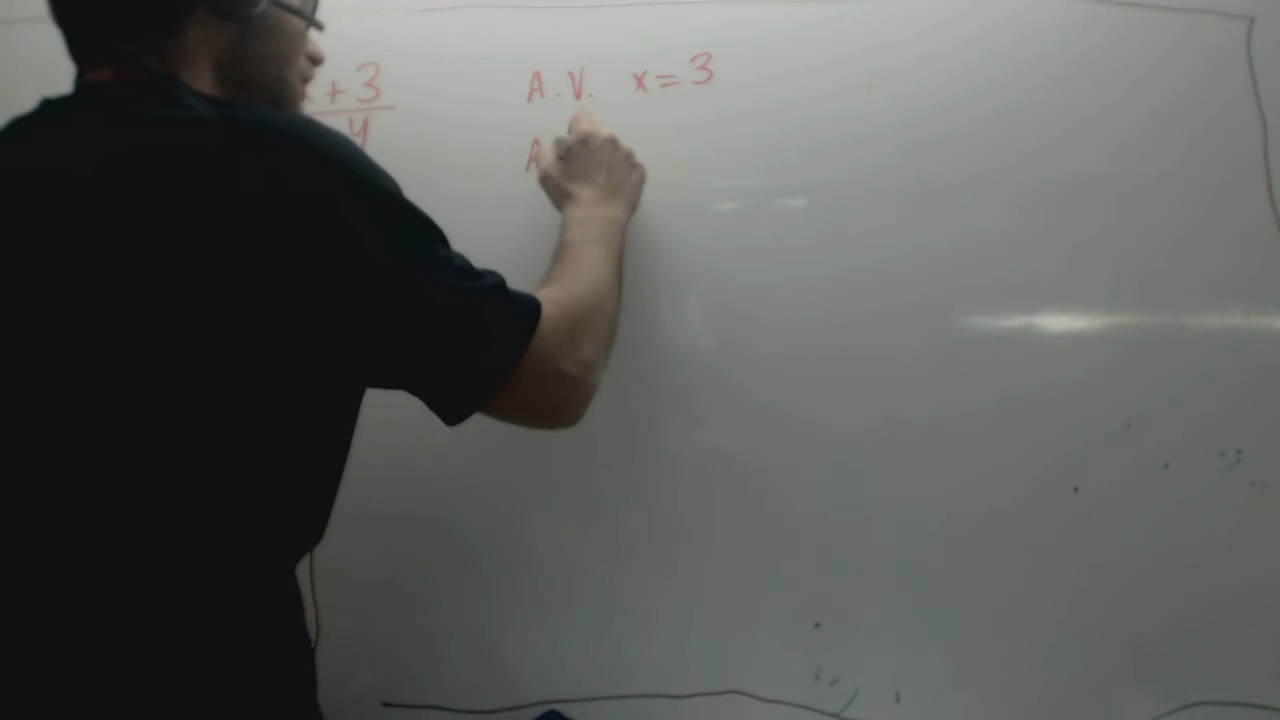 x + 3
4
A.V. x = 3
A